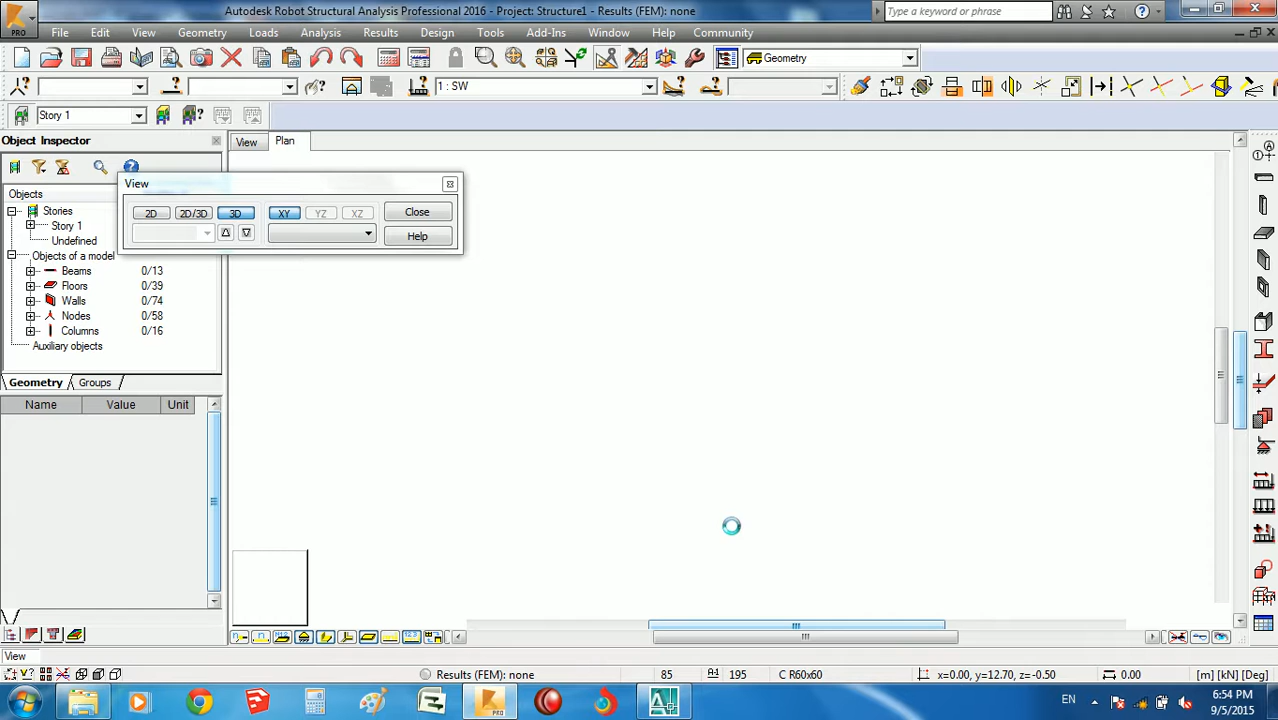 Autodesk Robot Structural Analysis Professional 2016 - Project: Structure1 - Results (FEM): none
Type a keyword or phrase
PRO
File Edit View Geometry Loads Analysis Results Design Tools Add-Ins Window Help Community
Geometry
1 : SW
Story 1
Object Inspector
View Plan
View
Objects
2D 2D/3D 3D XY YZ XZ Close
Help
Stories
Story 1
Undefined
Objects of a model
Beams 0/13
Floors 0/39
Walls 0/74
Nodes 0/58
Columns 0/16
Auxiliary objects
Geometry Groups
Name Value Unit
View
Results (FEM): none 85 195 C R60x60 x=0.00, y=12.70, z=-0.50 0.00 [m] [kN] [Deg]
PRO
EN 6:54 PM
9/5/2015